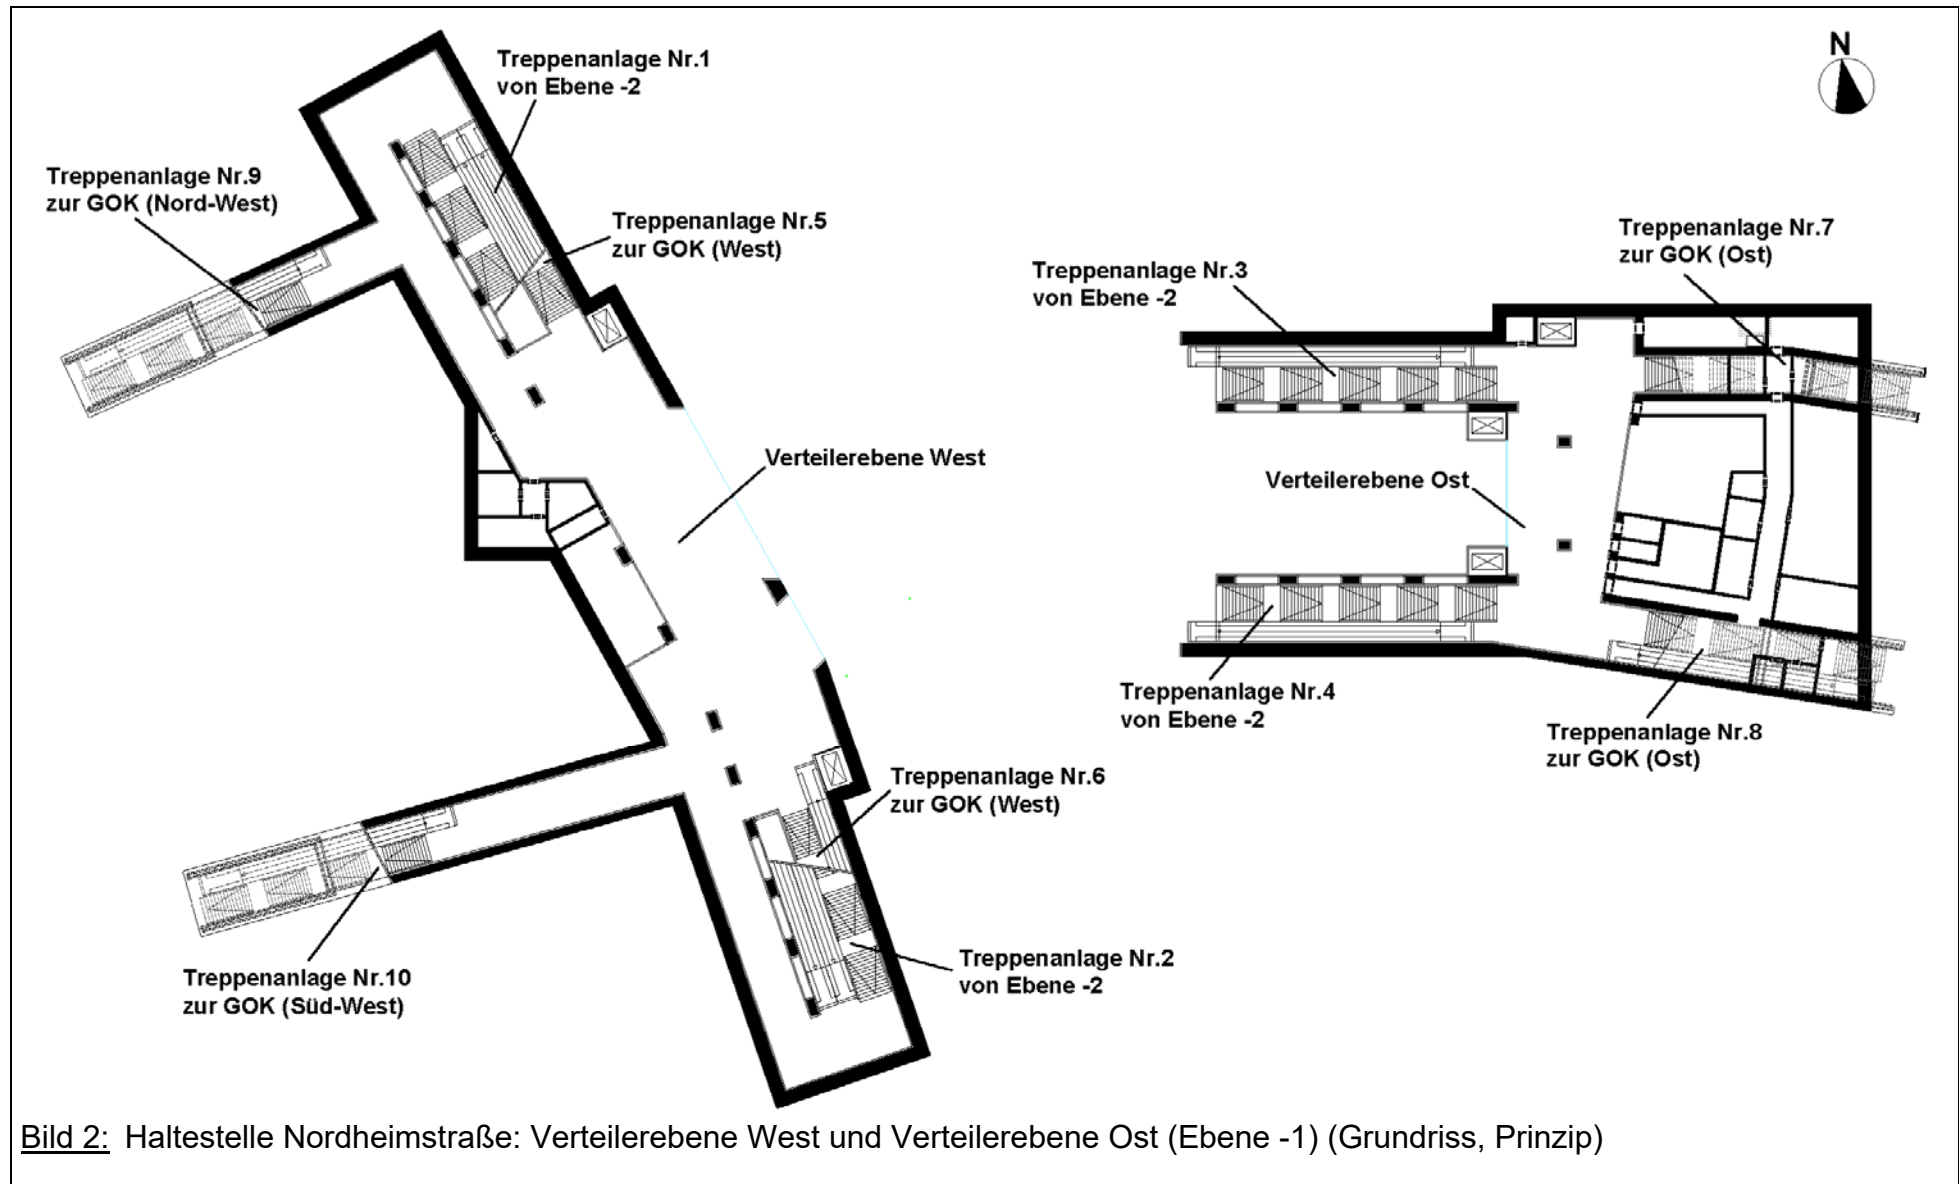 N
Treppenanlage Nr.1
von Ebene -2
Treppenanlage Nr.9
zur GOK (Nord-West)
Treppenanlage Nr.5
zur GOK (West)
Treppenanlage Nr.7
zur GOK (Ost)
Treppenanlage Nr.3
von Ebene -2
Verteilerebene West
Verteilerebene Ost
Treppenanlage Nr.4
von Ebene -2
Treppenanlage Nr.8
zur GOK (Ost)
Treppenanlage Nr.6
zur GOK (West)
Treppenanlage Nr.2
von Ebene -2
Treppenanlage Nr.10
zur GOK (Süd-West)
Bild 2: Haltestelle Nordheimstraße: Verteilerebene West und Verteilerebene Ost (Ebene -1) (Grundriss, Prinzip)